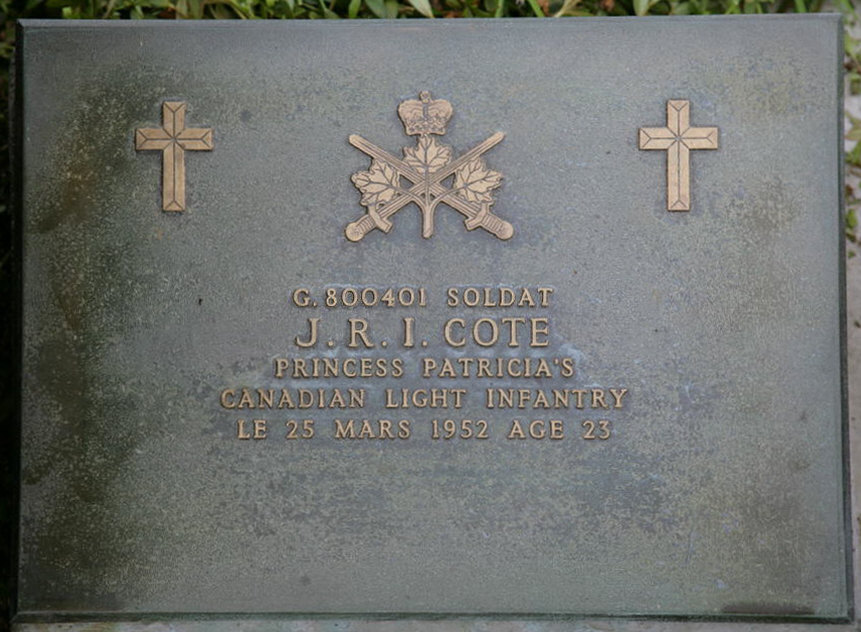 G. 800401 SOLDAT
J. R. I. COTE
PRINCESS PATRICIA'S
CANADIAN LIGHT INFANTRY
LE 25 MARS 1952 AGE 23